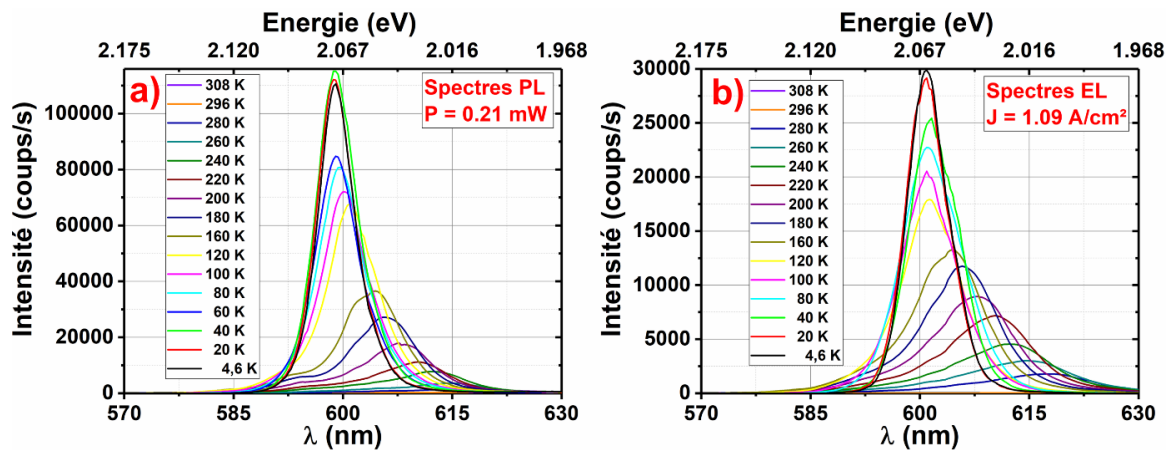 Energie (eV)
2.175 2.120 2.067 2.016 1.968
a)
Spectres PL
P = 0.21 mW
308 K
296 K
280 K
260 K
240 K
220 K
200 K
180 K
160 K
120 K
100 K
80 K
60 K
40 K
20 K
4,6 K
Intensité (coups/s)
100000
80000
60000
40000
20000
0
570 585 600 615 630
λ (nm)
Energie (eV)
2.175 2.120 2.067 2.016 1.968
b)
Spectres EL
J = 1.09 A/cm²
308 K
296 K
280 K
260 K
240 K
220 K
200 K
180 K
160 K
120 K
100 K
80 K
40 K
20 K
4,6 K
Intensité (coups/s)
30000
25000
20000
15000
10000
5000
0
570 585 600 615 630
λ (nm)